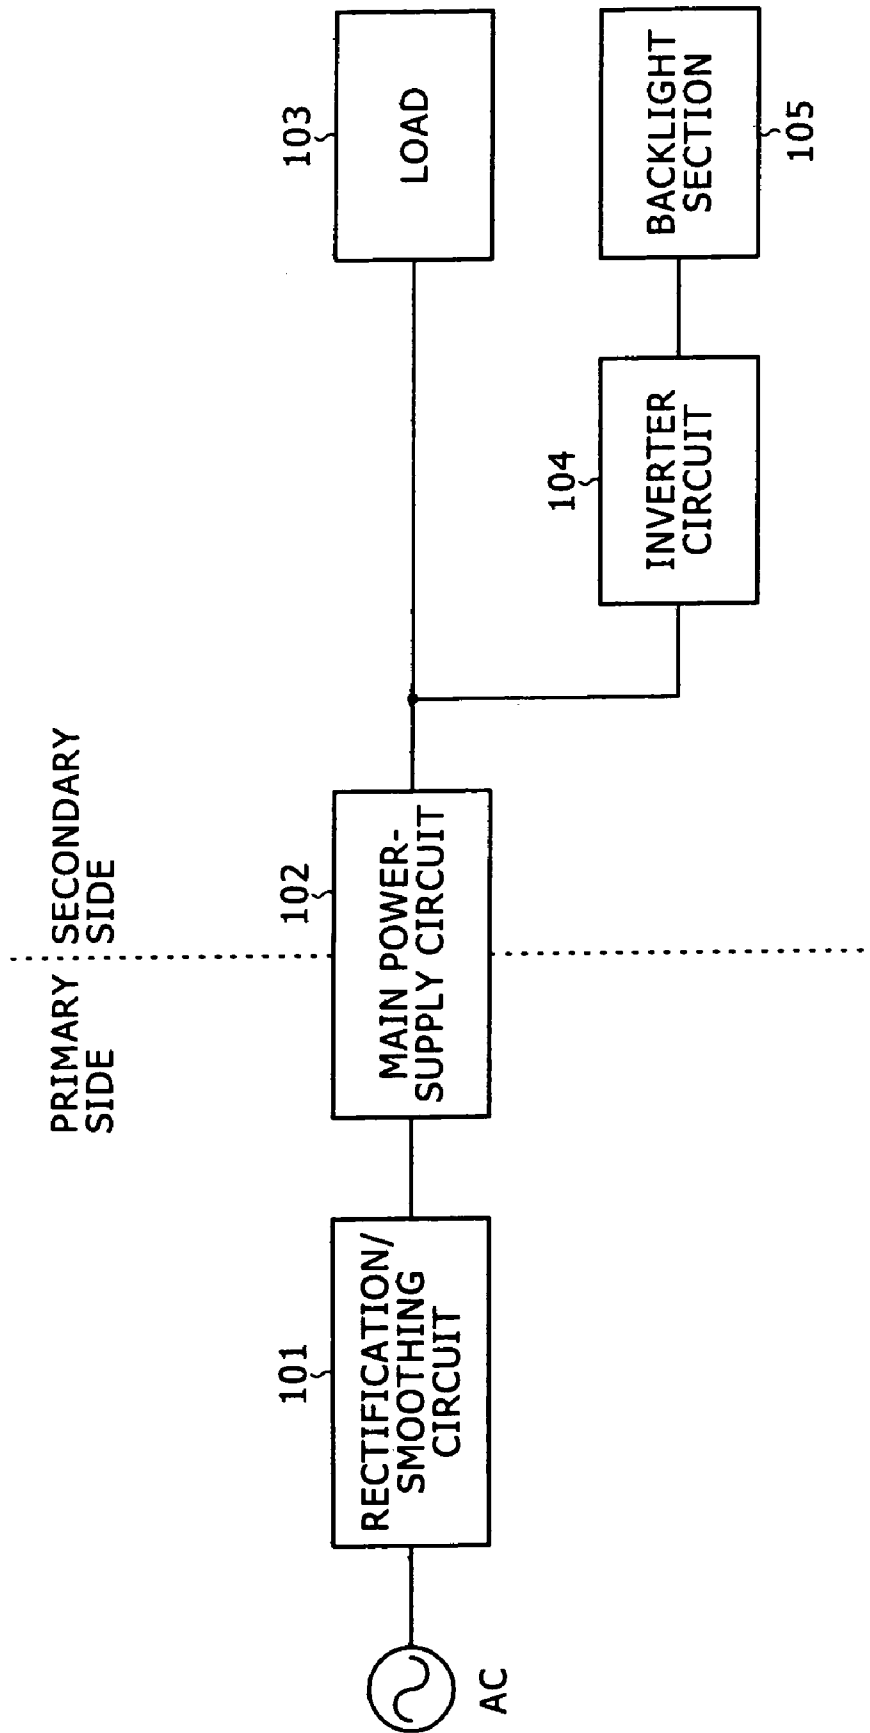 PRIMARY
SIDE
SECONDARY
SIDE
101
RECTIFICATION/
SMOOTHING
CIRCUIT
102
MAIN POWER-
SUPPLY CIRCUIT
103
LOAD
AC
104
INVERTER
CIRCUIT
BACKLIGHT
SECTION
105